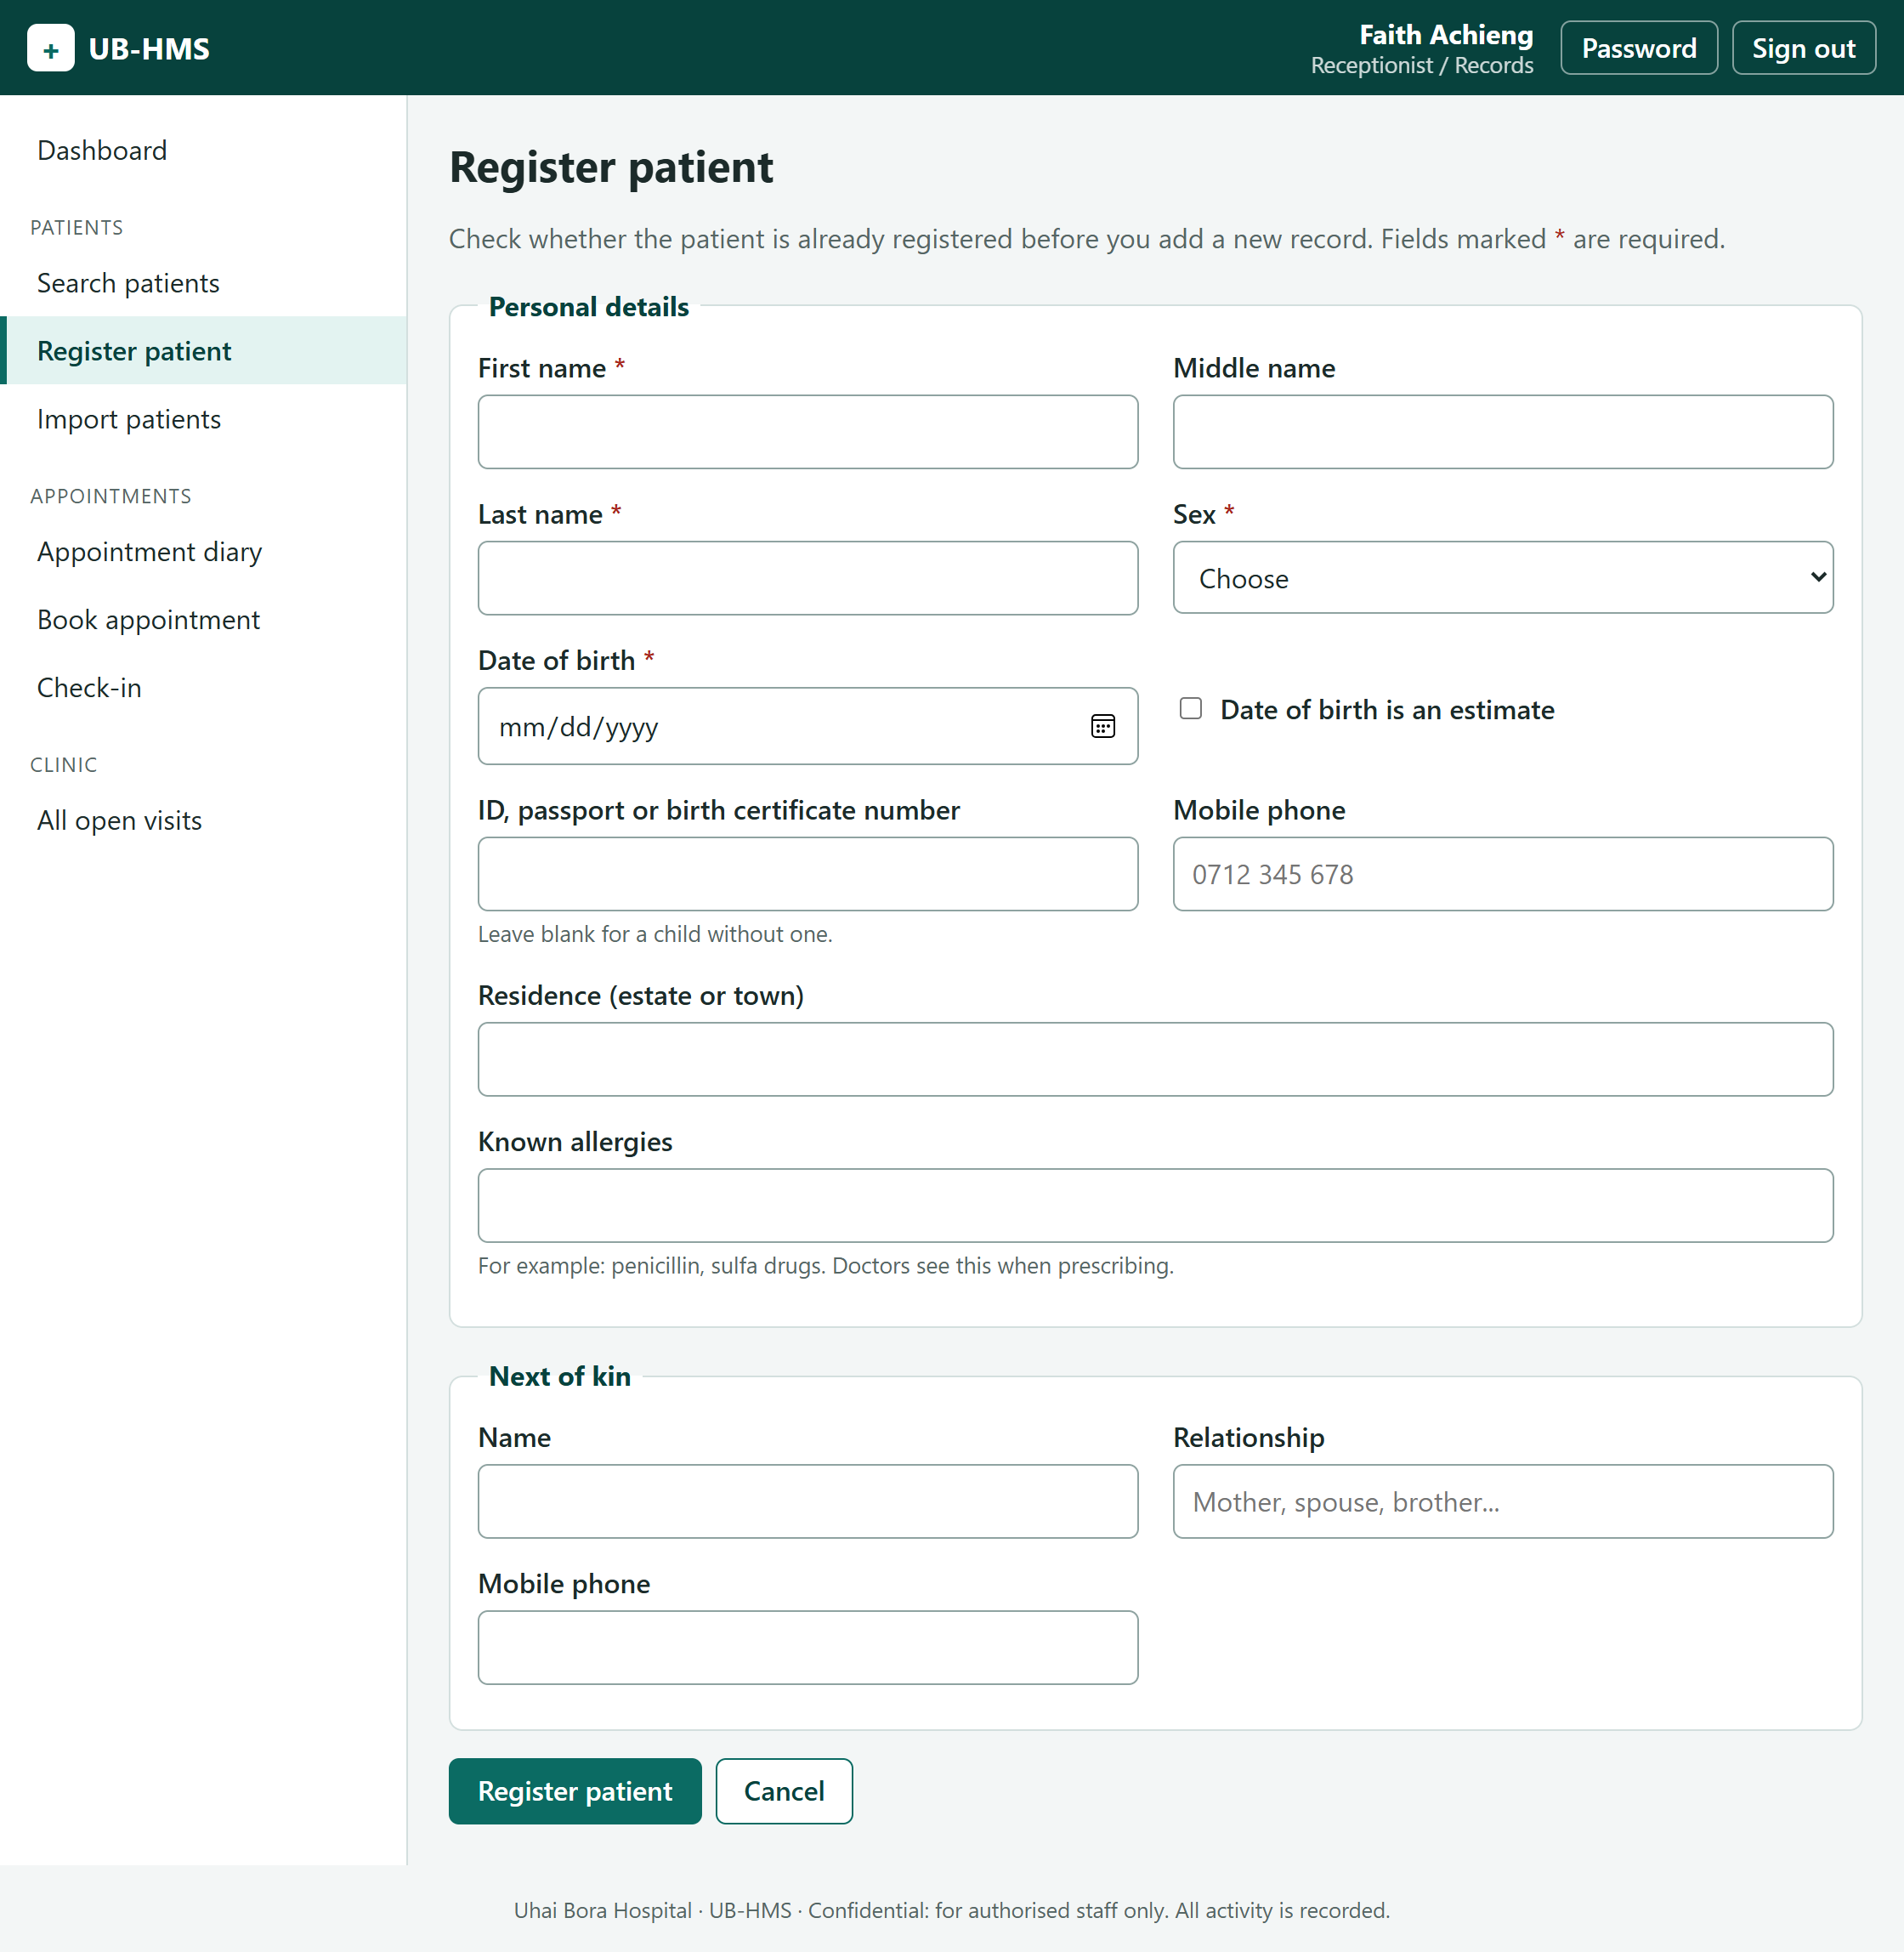 + UB-HMS
Faith Achieng
Receptionist / Records
Password
Sign out
Dashboard
PATIENTS
Search patients
Register patient
Import patients
APPOINTMENTS
Appointment diary
Book appointment
Check-in
CLINIC
All open visits
Register patient
Check whether the patient is already registered before you add a new record. Fields marked * are required.
Personal details
First name *
Middle name
Last name *
Sex *
Choose
Date of birth *
mm/dd/yyyy
Date of birth is an estimate
ID, passport or birth certificate number
Leave blank for a child without one.
Mobile phone
0712 345 678
Residence (estate or town)
Known allergies
For example: penicillin, sulfa drugs. Doctors see this when prescribing.
Next of kin
Name
Relationship
Mother, spouse, brother...
Mobile phone
Register patient
Cancel
Uhai Bora Hospital · UB-HMS · Confidential: for authorised staff only. All activity is recorded.